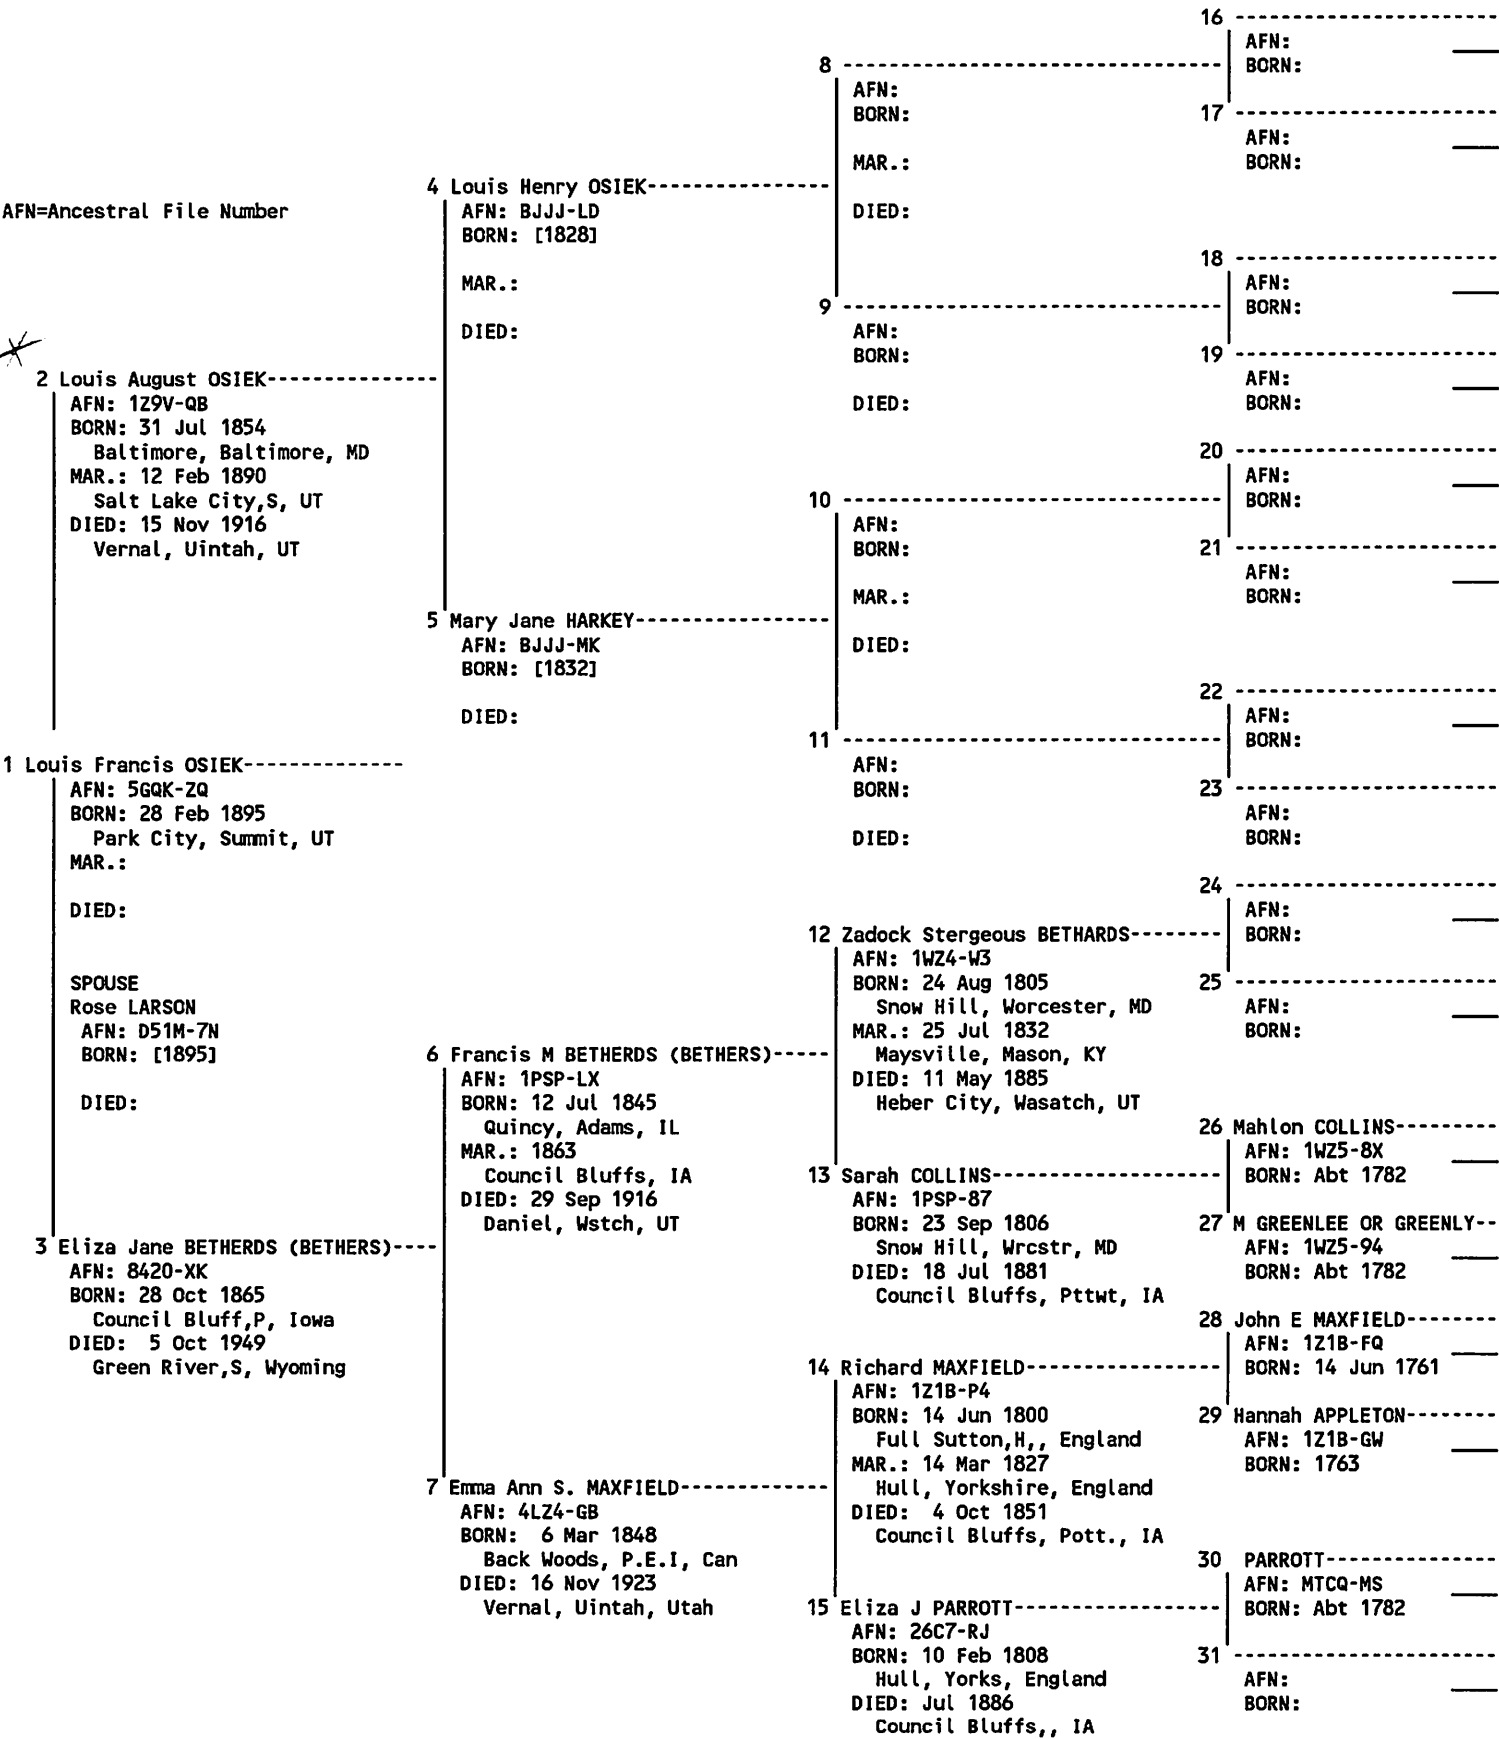 AFN=Ancestral File Number
1 Louis Francis OSIEK--------------
AFN: 5GQK-ZQ
BORN: 28 Feb 1895
Park City, Summit, UT
MAR.:
DIED:
SPOUSE
Rose LARSON
AFN: D51M-7N
BORN: [1895]
DIED:
2 Louis August OSIEK---------------
AFN: 1Z9V-QB
BORN: 31 Jul 1854
Baltimore, Baltimore, MD
MAR.: 12 Feb 1890
Salt Lake City,S, UT
DIED: 15 Nov 1916
Vernal, Uintah, UT
3 Eliza Jane BETHERDS (BETHERS)----
AFN: 8420-XK
BORN: 28 Oct 1865
Council Bluff,P, Iowa
DIED: 5 Oct 1949
Green River,S, Wyoming
4 Louis Henry OSIEK----------------
AFN: BJJJ-LD
BORN: [1828]
MAR.:
DIED:
5 Mary Jane HARKEY-----------------
AFN: BJJJ-MK
BORN: [1832]
DIED:
6 Francis M BETHERDS (BETHERS)-----
AFN: 1PSP-LX
BORN: 12 Jul 1845
Quincy, Adams, IL
MAR.: 1863
Council Bluffs, IA
DIED: 29 Sep 1916
Daniel, Wstch, UT
7 Emma Ann S. MAXFIELD-------------
AFN: 4LZ4-GB
BORN: 6 Mar 1848
Back Woods, P.E.I, Can
DIED: 16 Nov 1923
Vernal, Uintah, Utah
8 ---------------------------------
AFN:
BORN:
MAR.:
DIED:
9 ---------------------------------
AFN:
BORN:
DIED:
10 ---------------------------------
AFN:
BORN:
MAR.:
DIED:
11 ---------------------------------
AFN:
BORN:
DIED:
12 Zadock Stergeous BETHARDS--------
AFN: 1WZ4-W3
BORN: 24 Aug 1805
Snow Hill, Worcester, MD
MAR.: 25 Jul 1832
Maysville, Mason, KY
DIED: 11 May 1885
Heber City, Wasatch, UT
13 Sarah COLLINS--------------------
AFN: 1PSP-87
BORN: 23 Sep 1806
Snow Hill, Wrcstr, MD
DIED: 18 Jul 1881
Council Bluffs, Pttwt, IA
14 Richard MAXFIELD-----------------
AFN: 1Z1B-P4
BORN: 14 Jun 1800
Full Sutton,H,, England
MAR.: 14 Mar 1827
Hull, Yorkshire, England
DIED: 4 Oct 1851
Council Bluffs, Pott., IA
15 Eliza J PARROTT------------------
AFN: 26C7-RJ
BORN: 10 Feb 1808
Hull, Yorks, England
DIED: Jul 1886
Council Bluffs,, IA
16 -----------------------
AFN:
BORN:
17 -----------------------
AFN:
BORN:
18 -----------------------
AFN:
BORN:
19 -----------------------
AFN:
BORN:
20 -----------------------
AFN:
BORN:
21 -----------------------
AFN:
BORN:
22 -----------------------
AFN:
BORN:
23 -----------------------
AFN:
BORN:
24 -----------------------
AFN:
BORN:
25 -----------------------
AFN:
BORN:
26 Mahlon COLLINS---------
AFN: 1WZ5-8X
BORN: Abt 1782
27 M GREENLEE OR GREENLY--
AFN: 1WZ5-94
BORN: Abt 1782
28 John E MAXFIELD--------
AFN: 1Z1B-FQ
BORN: 14 Jun 1761
29 Hannah APPLETON--------
AFN: 1Z1B-GW
BORN: 1763
30 PARROTT---------------
AFN: MTCQ-MS
BORN: Abt 1782
31 -----------------------
AFN:
BORN: